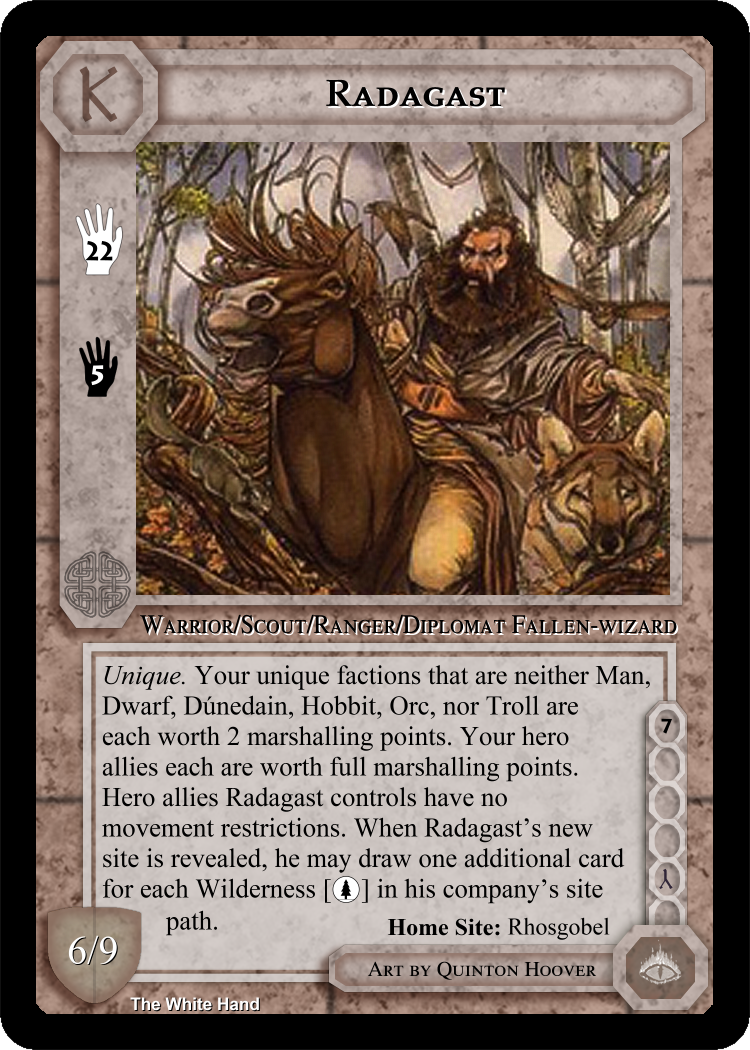 K
RADAGAST
22
5
WARRIOR/SCOUT/RANGER/DIPLOMAT FALLEN-WIZARD
Unique. Your unique factions that are neither Man,
Dwarf, Dúnedain, Hobbit, Orc, nor Troll are
each worth 2 marshalling points. Your hero
allies each are worth full marshalling points.
Hero allies Radagast controls have no
movement restrictions. When Radagast's new
site is revealed, he may draw one additional card
for each Wilderness [] in his company's site
path.
7
Home Site: Rhosgobel
6/9
ART BY QUINTON HOOVER
The White Hand